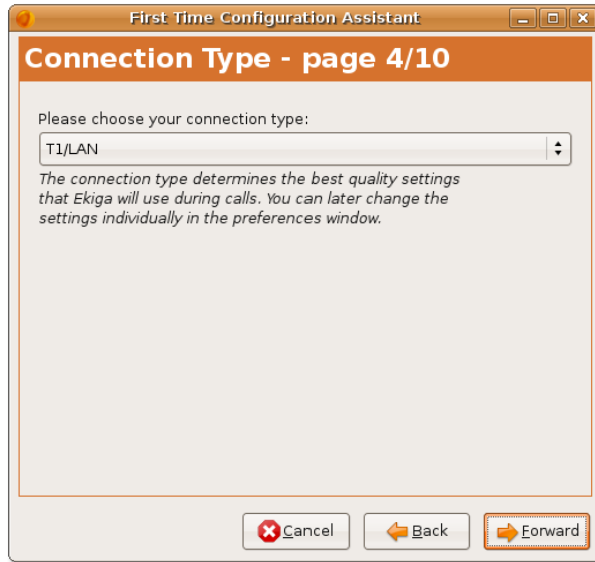 First Time Configuration Assistant
Connection Type - page 4/10
Please choose your connection type:
T1/LAN
The connection type determines the best quality settings
that Ekiga will use during calls. You can later change the
settings individually in the preferences window.
Cancel
Back
Forward